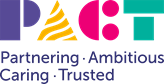 PACT
Partnering · Ambitious
Caring · Trusted